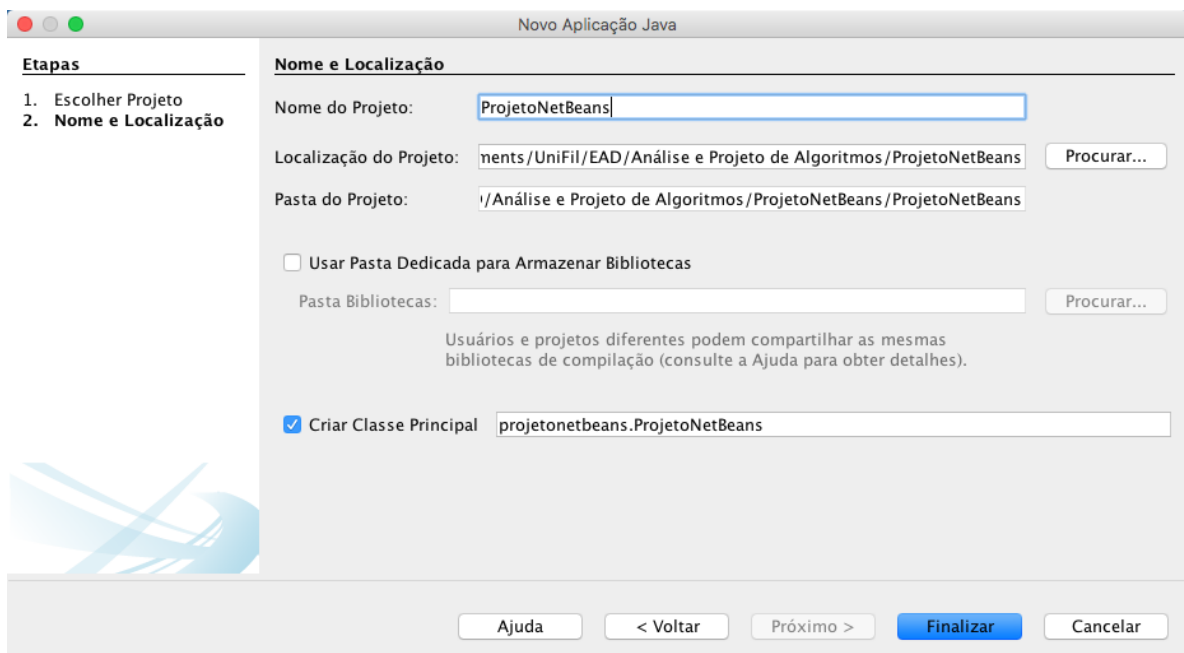 Novo Aplicação Java
Etapas
1. Escolher Projeto
2. Nome e Localização
Nome e Localização
Nome do Projeto: ProjetoNetBeans
Localização do Projeto: ments/UniFil/EAD/Análise e Projeto de Algoritmos/ProjetoNetBeans Procurar...
Pasta do Projeto: /Análise e Projeto de Algoritmos/ProjetoNetBeans/ProjetoNetBeans
Usar Pasta Dedicada para Armazenar Bibliotecas
Pasta Bibliotecas: Procurar...
Usuários e projetos diferentes podem compartilhar as mesmas
bibliotecas de compilação (consulte a Ajuda para obter detalhes).
Criar Classe Principal projetonetbeans.ProjetoNetBeans
Ajuda < Voltar Próximo > Finalizar Cancelar